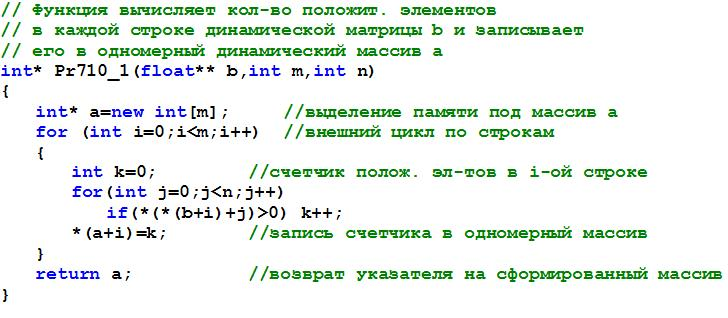 // Функция вычисляет кол-во положит. элементов
// в каждой строке динамической матрицы b и записывает
// его в одномерный динамический массив a
int* Pr710_1(float** b,int m,int n)
{
int* a=new int[m]; //выделение памяти под массив a
for (int i=0;i<m;i++) //внешний цикл по строкам
{
int k=0; //счетчик полож. эл-тов в i-ой строке
for(int j=0;j<n;j++)
if(*(*(b+i)+j)>0) k++;
*(a+i)=k; //запись счетчика в одномерный массив
}
return a; //возврат указателя на сформированный массив
}